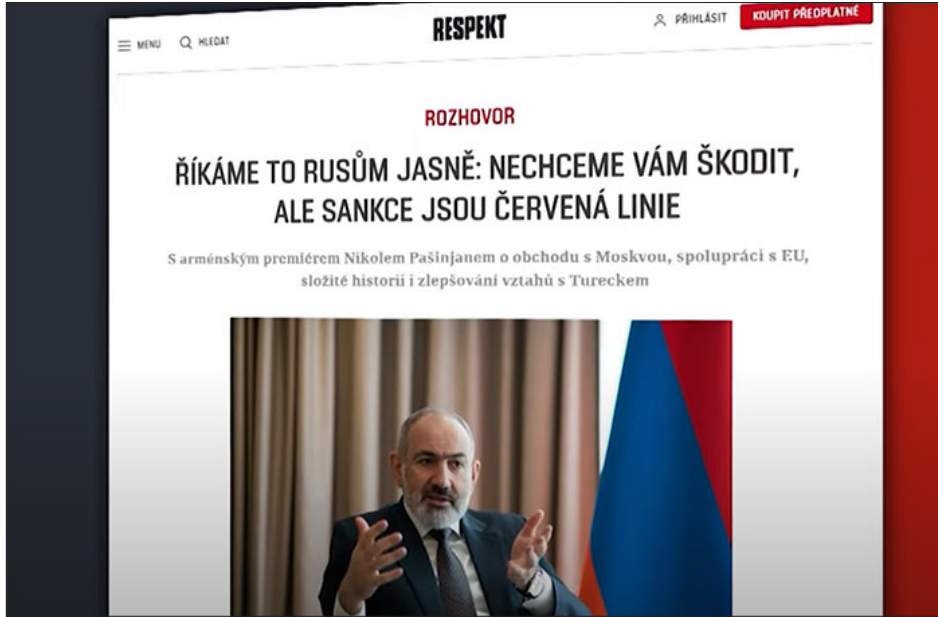 MENU
HLEDAT
RESPEKT
PŘIHLÁSIT
KOUPIT PŘEDPLATNÉ
ROZHOVOR
ŘÍKÁME TO RUSŮM JASNĚ: NECHCEME VÁM ŠKODIT,
ALE SANKCE JSOU ČERVENÁ LINIE
S arménským premiérem Nikolem Pašinjanem o obchodu s Moskvou, spolupráci s EU,
složité historii i zlepšování vztahů s Tureckem